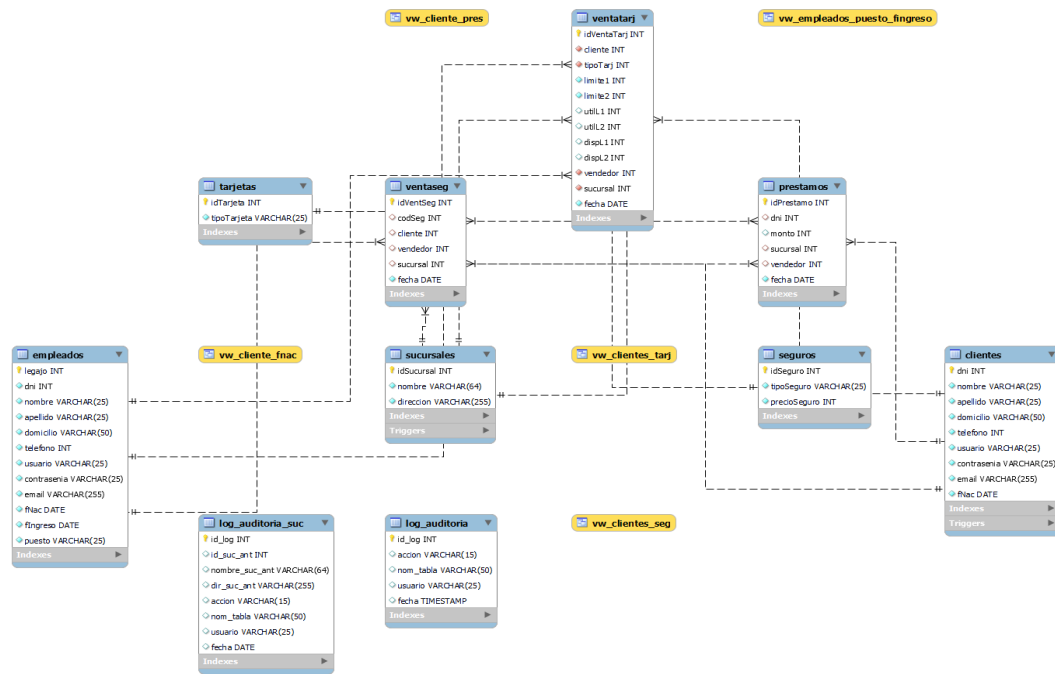 vw_cliente_pres
ventatarj
idVentaTarj INT
cliente INT
tipoTarj INT
limite1 INT
limite2 INT
utilL1 INT
utilL2 INT
dispL1 INT
dispL2 INT
vendedor INT
sucursal INT
fecha DATE
Indexes
vw_empleados_puesto_fingreso
tarjetas
idTarjeta INT
tipoTarjeta VARCHAR(25)
Indexes
ventaseg
idVentSeg INT
codSeg INT
cliente INT
vendedor INT
sucursal INT
fecha DATE
Indexes
prestamos
idPrestamo INT
dni INT
monto INT
sucursal INT
vendedor INT
fecha DATE
Indexes
empleados
legajo INT
dni INT
nombre VARCHAR(25)
apellido VARCHAR(25)
domicilio VARCHAR(50)
telefono INT
usuario VARCHAR(25)
contrasenia VARCHAR(25)
email VARCHAR(255)
fNac DATE
fIngreso DATE
puesto VARCHAR(25)
Indexes
vw_cliente_fnac
sucursales
idSucursal INT
nombre VARCHAR(64)
direccion VARCHAR(255)
Indexes
Triggers
vw_clientes_tarj
seguros
idSeguro INT
tipoSeguro VARCHAR(25)
precioSeguro INT
Indexes
clientes
dni INT
nombre VARCHAR(25)
apellido VARCHAR(25)
domicilio VARCHAR(50)
telefono INT
usuario VARCHAR(25)
contrasenia VARCHAR(25)
email VARCHAR(255)
fNac DATE
Indexes
Triggers
log_auditoria_suc
id_log INT
id_suc_ant INT
nombre_suc_ant VARCHAR(64)
dir_suc_ant VARCHAR(255)
accion VARCHAR(15)
nom_tabla VARCHAR(50)
usuario VARCHAR(25)
fecha DATE
Indexes
log_auditoria
id_log INT
accion VARCHAR(15)
nom_tabla VARCHAR(50)
usuario VARCHAR(25)
fecha TIMESTAMP
Indexes
vw_clientes_seg